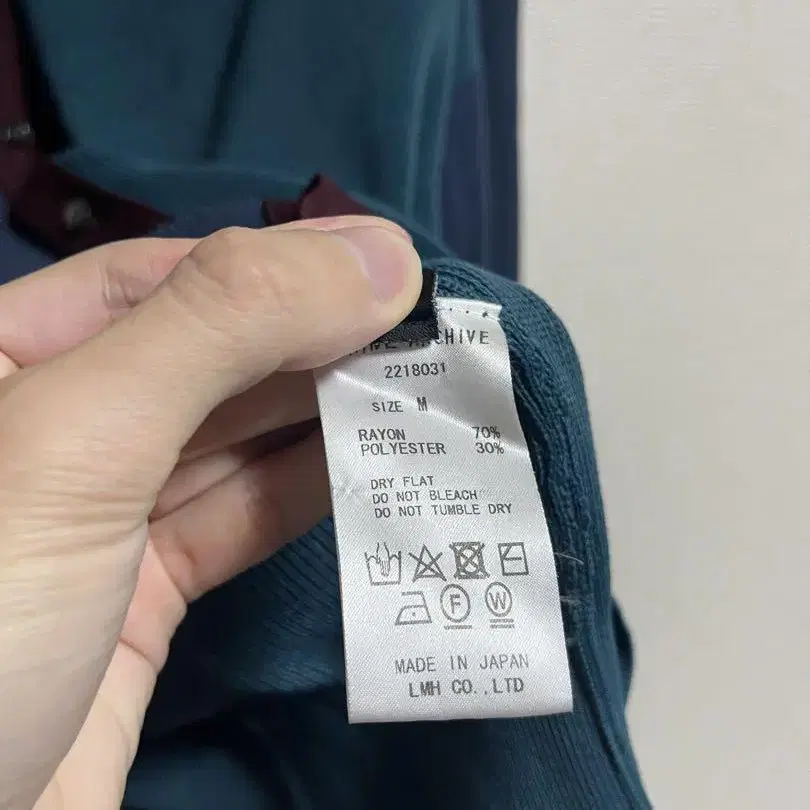 ARCHIVE
2218031
SIZE M
RAYON 70%
POLYESTER 30%
DRY FLAT
DO NOT BLEACH
DO NOT TUMBLE DRY
F W
MADE IN JAPAN
LMH CO.,LTD